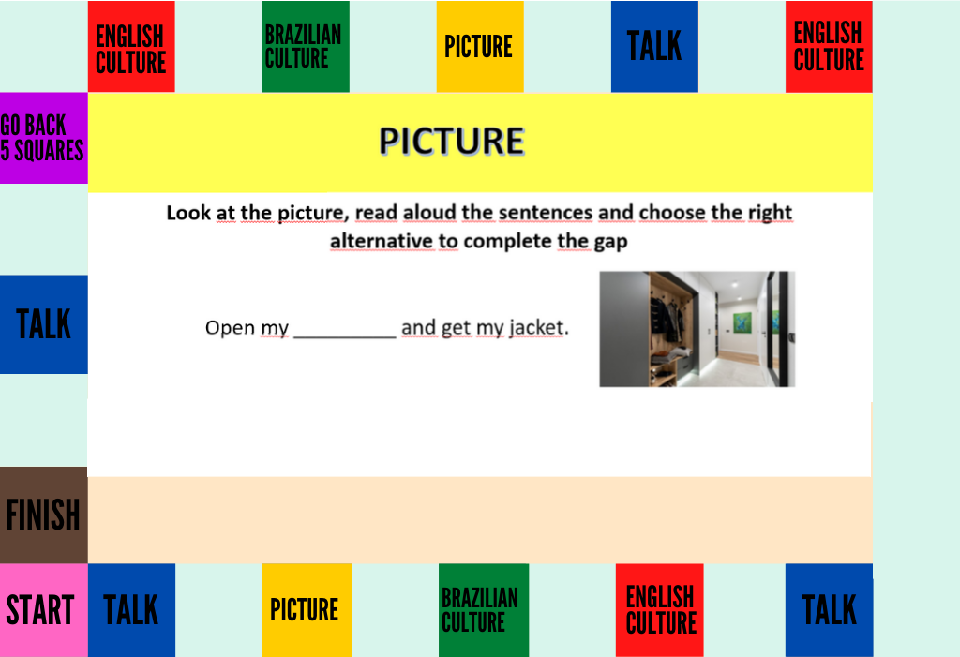 ENGLISH
CULTURE
BRAZILIAN
CULTURE
PICTURE
TALK
ENGLISH
CULTURE
GO BACK
5 SQUARES
PICTURE
Look at the picture, read aloud the sentences and choose the right
alternative to complete the gap
Open my __________ and get my jacket.
TALK
FINISH
START
TALK
PICTURE
BRAZILIAN
CULTURE
ENGLISH
CULTURE
TALK